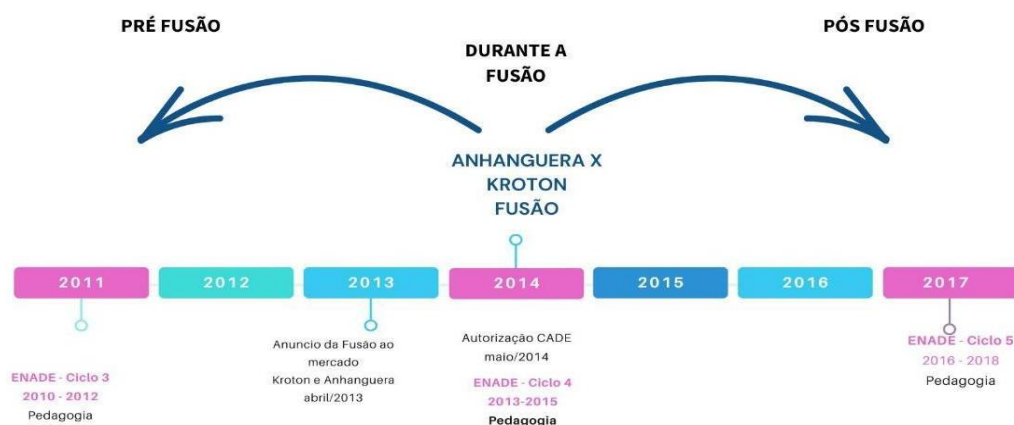 PRÉ FUSÃO
PÓS FUSÃO
DURANTE A
FUSÃO
ANHANGUERA X
KROTON
FUSÃO
2011
2012
2013
2014
2015
2016
2017
ENADE - Ciclo 3
2010 - 2012
Pedagogia
Anuncio da Fusão ao
mercado
Kroton e Anhanguera
abril/2013
Autorização CADE
maio/2014
ENADE - Ciclo 4
2013-2015
Pedagogia
ENADE - Ciclo 5
2016 - 2018
Pedagogia